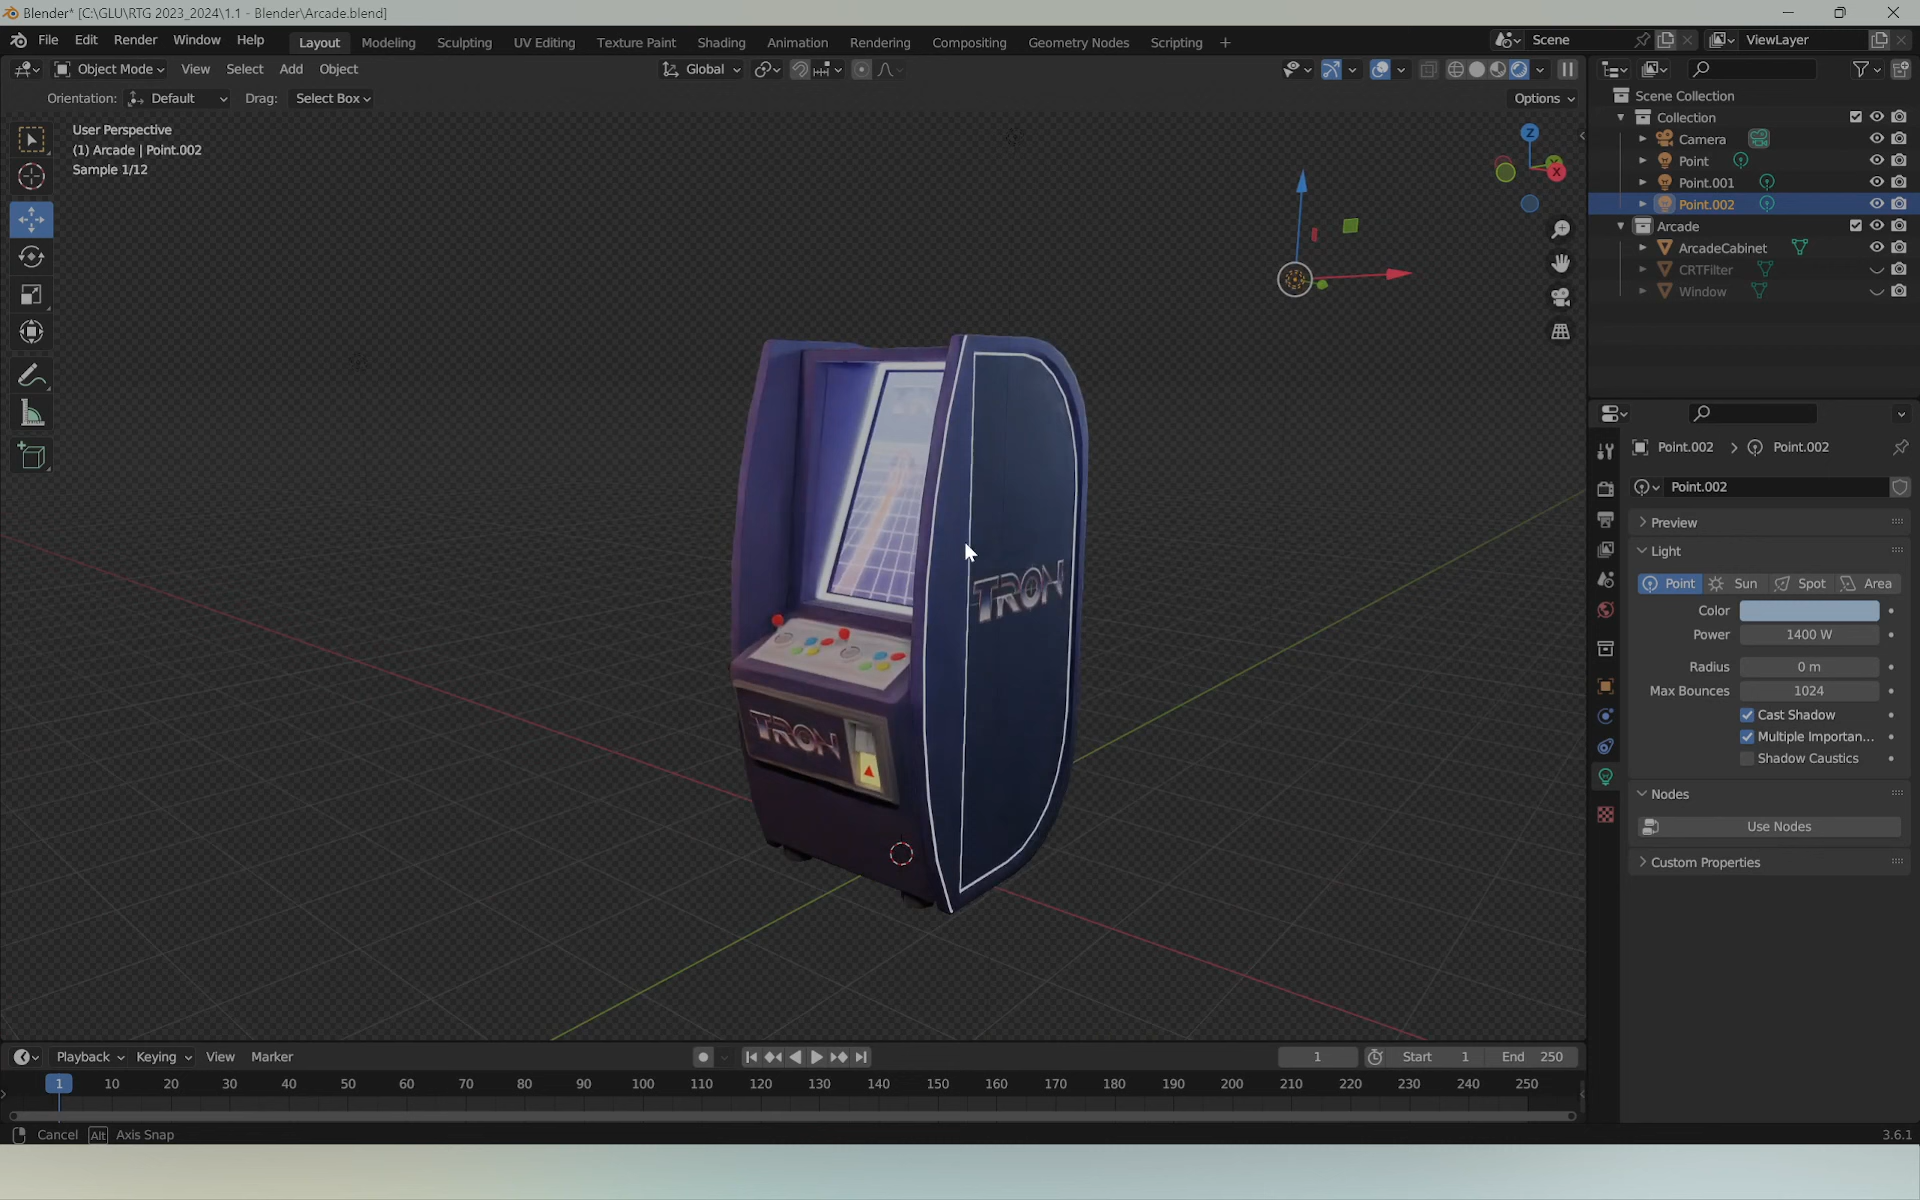 Blender* [C:\GLU\RTG 2023_2024\1.1 - Blender\Arcade.blend]
File Edit Render Window Help Layout Modeling Sculpting UV Editing Texture Paint Shading Animation Rendering Compositing Geometry Nodes Scripting + Scene ViewLayer
Object Mode View Select Add Object Global
Orientation: Default Drag: Select Box Options
User Perspective
(1) Arcade | Point.002
Sample 1/12
Z
X
TRON
TRON
Scene Collection
Collection
Camera
Point
Point.001
Point.002
Arcade
ArcadeCabinet
CRTFilter
Window
Point.002 > Point.002
Point.002
Preview
Light
Point Sun Spot Area
Color
Power 1400 W
Radius 0 m
Max Bounces 1024
Cast Shadow
Multiple Importan...
Shadow Caustics
Nodes
Use Nodes
Custom Properties
Playback Keying View Marker 1 Start 1 End 250
1 10 20 30 40 50 60 70 80 90 100 110 120 130 140 150 160 170 180 190 200 210 220 230 240 250
Cancel Alt Axis Snap 3.6.1